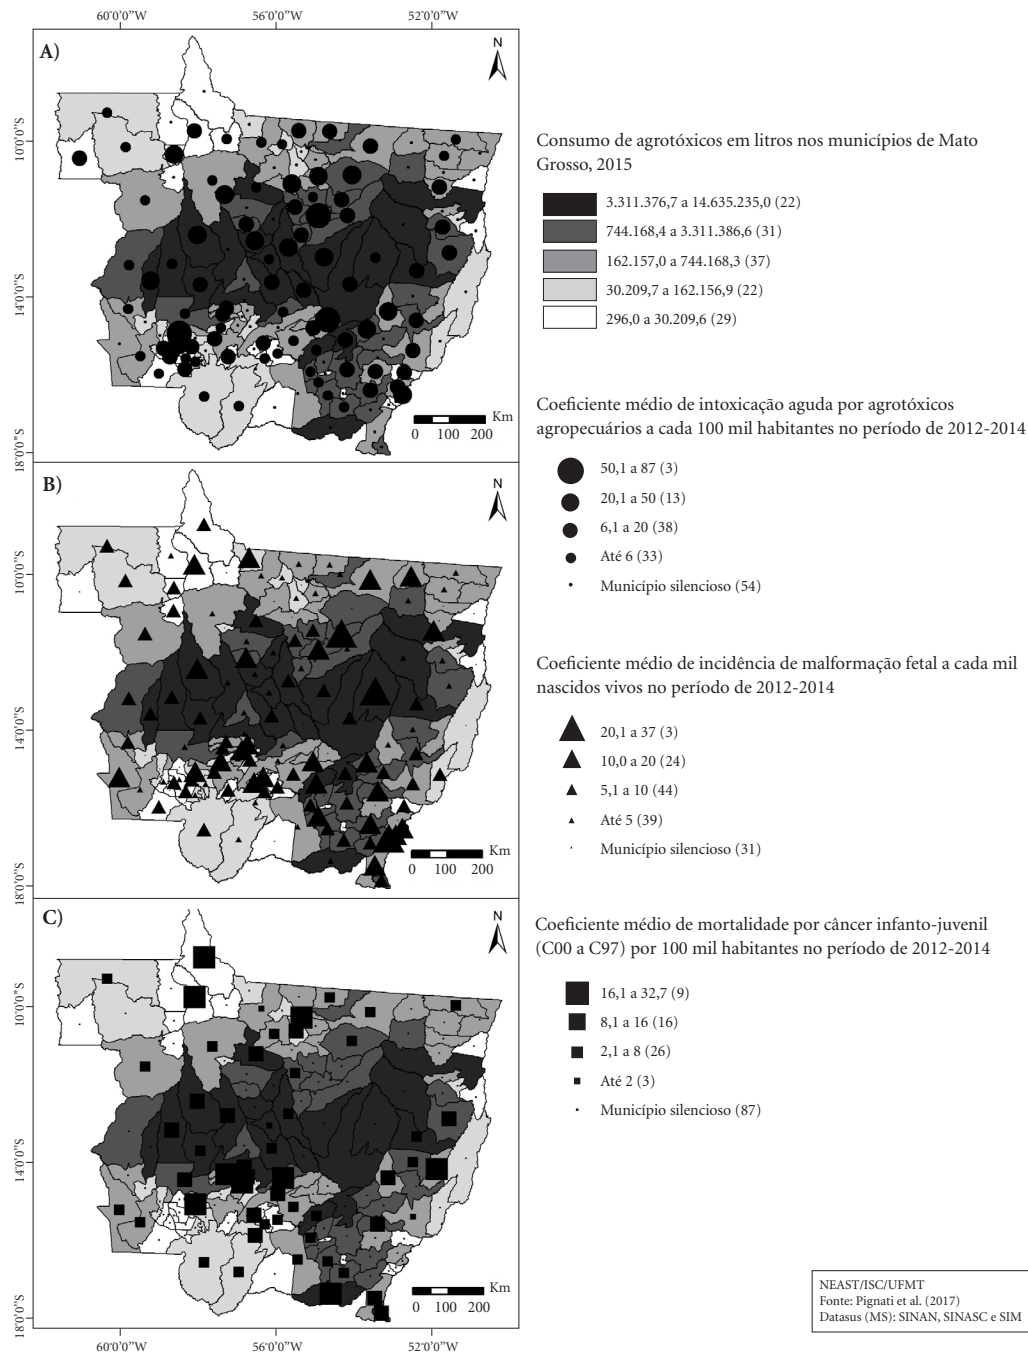 60°0'0"W 56°0'0"W 52°0'0"W
A)
N
10°0'0"S
14°0'0"S
18°0'0"S
Km
0 100 200
B)
N
10°0'0"S
14°0'0"S
18°0'0"S
Km
0 100 200
C)
N
10°0'0"S
14°0'0"S
18°0'0"S
Km
0 100 200
60°0'0"W 56°0'0"W 52°0'0"W
Consumo de agrotóxicos em litros nos municípios de Mato
Grosso, 2015
3.311.376,7 a 14.635.235,0 (22)
744.168,4 a 3.311.386,6 (31)
162.157,0 a 744.168,3 (37)
30.209,7 a 162.156,9 (22)
296,0 a 30.209,6 (29)
Coeficiente médio de intoxicação aguda por agrotóxicos
agropecuários a cada 100 mil habitantes no período de 2012-2014
50,1 a 87 (3)
20,1 a 50 (13)
6,1 a 20 (38)
Até 6 (33)
Município silencioso (54)
Coeficiente médio de incidência de malformação fetal a cada mil
nascidos vivos no período de 2012-2014
20,1 a 37 (3)
10,0 a 20 (24)
5,1 a 10 (44)
Até 5 (39)
Município silencioso (31)
Coeficiente médio de mortalidade por câncer infanto-juvenil
(C00 a C97) por 100 mil habitantes no período de 2012-2014
16,1 a 32,7 (9)
8,1 a 16 (16)
2,1 a 8 (26)
Até 2 (3)
Município silencioso (87)
NEAST/ISC/UFMT
Fonte: Pignati et al. (2017)
Datasus (MS): SINAN, SINASC e SIM